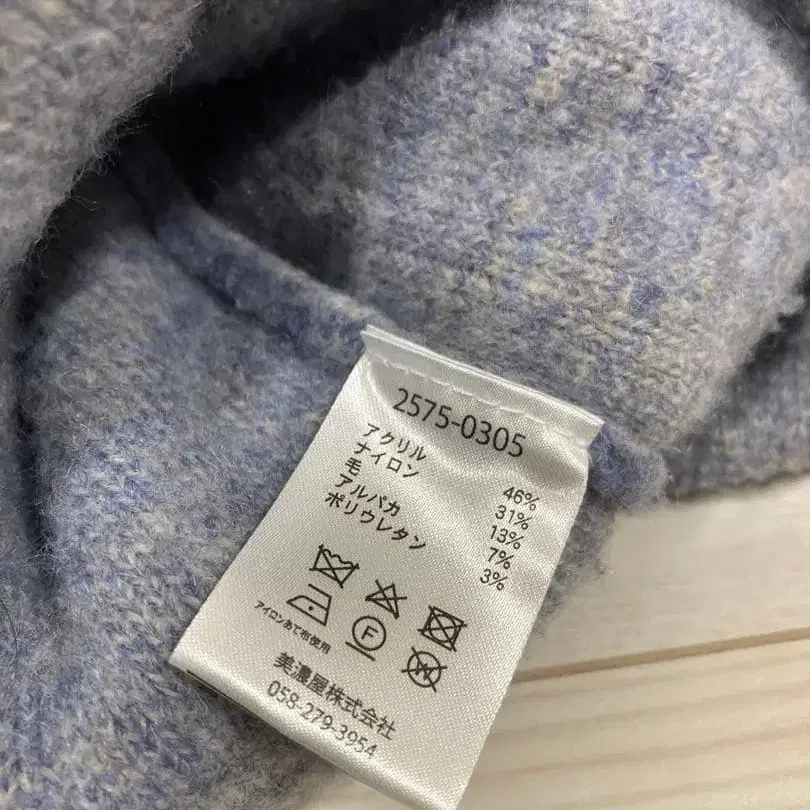 2575-0305
アクリル 46%
ナイロン 31%
毛 13%
アルパカ 7%
ポリウレタン 3%
アイロンあて布使用
F
W
美濃屋株式会社
058-279-3954